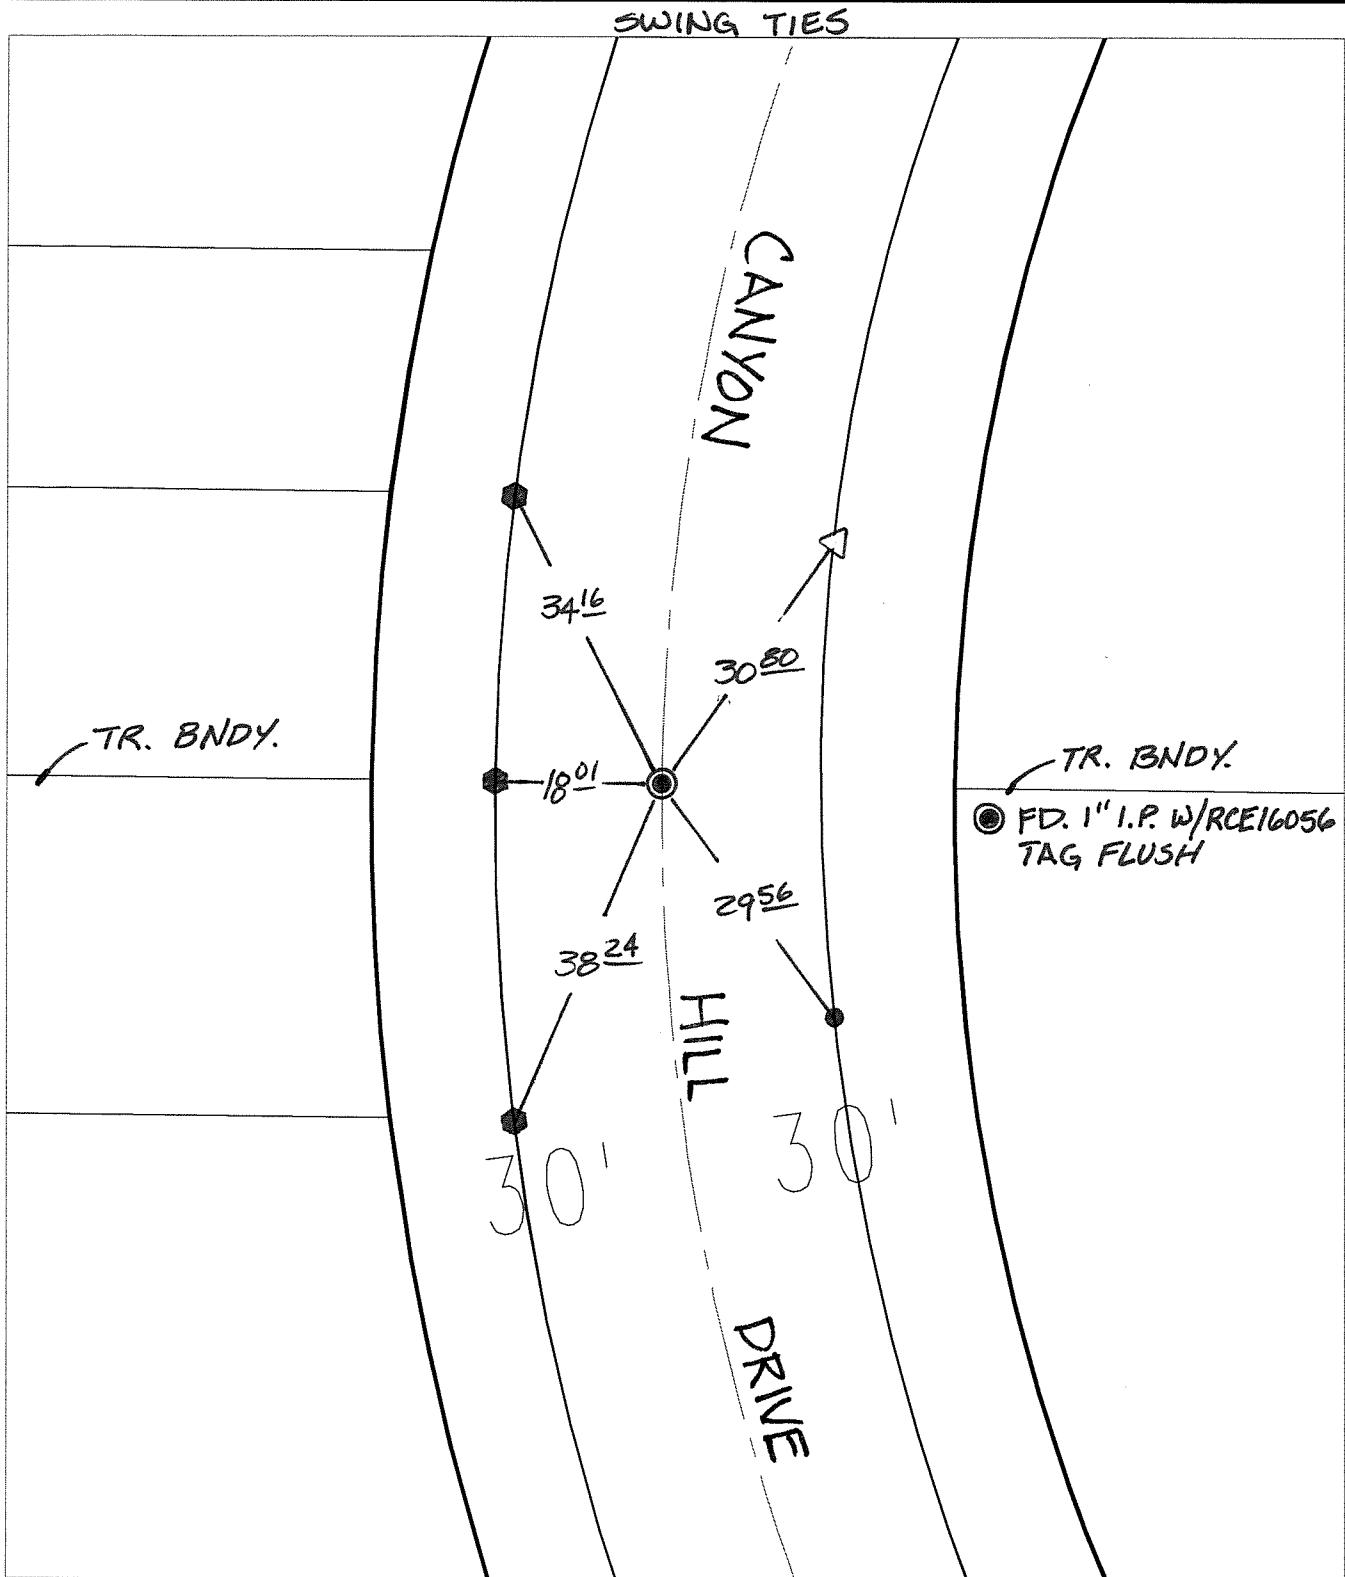 SWING TIES
CANYON
34 16
30 80
TR. BNDY.
TR. BNDY.
18 01
FD. 1" I.P. W/RCE16056
TAG FLUSH
29 56
38 24
HILL
30'
30'
DRIVE